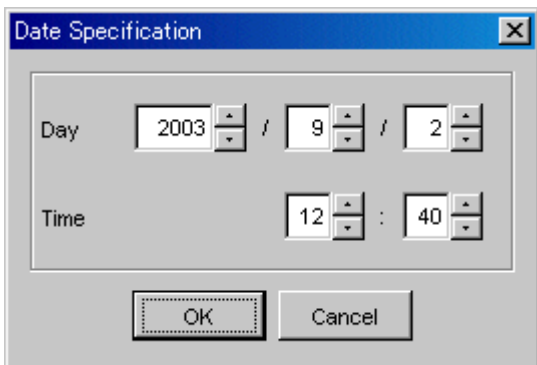 Date Specification
Day 2003 / 9 / 2
Time 12 : 40
OK Cancel